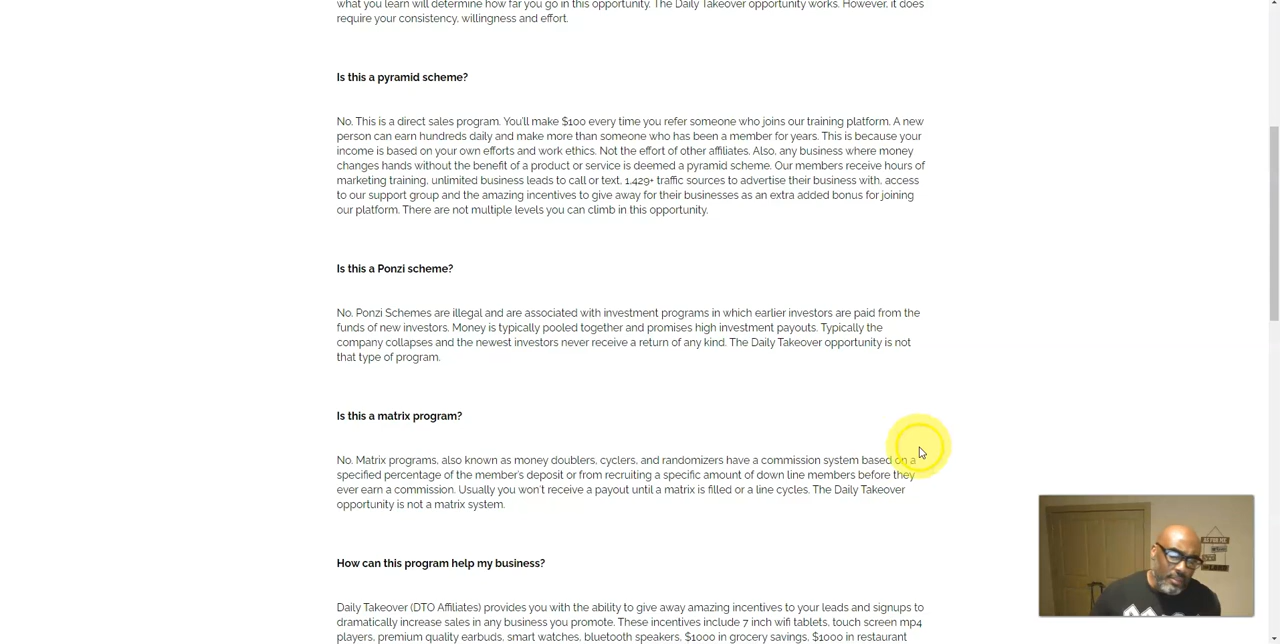 what you learn will determine how far you go in this opportunity. The Daily Takeover opportunity works. However, it does
require your consistency, willingness and effort.
Is this a pyramid scheme?
No. This is a direct sales program. You'll make $100 every time you refer someone who joins our training platform. A new
person can earn hundreds daily and make more than someone who has been a member for years. This is because your
income is based on your own efforts and work ethics. Not the effort of other affiliates. Also, any business where money
changes hands without the benefit of a product or service is deemed a pyramid scheme. Our members receive hours of
marketing training, unlimited business leads to call or text, 1,429+ traffic sources to advertise their business with, access
to our support group and the amazing incentives to give away for their businesses as an extra added bonus for joining
our platform. There are not multiple levels you can climb in this opportunity.
Is this a Ponzi scheme?
No. Ponzi Schemes are illegal and are associated with investment programs in which earlier investors are paid from the
funds of new investors. Money is typically pooled together and promises high investment payouts. Typically the
company collapses and the newest investors never receive a return of any kind. The Daily Takeover opportunity is not
that type of program.
Is this a matrix program?
No. Matrix programs, also known as money doublers, cyclers, and randomizers have a commission system based on a
specified percentage of the member's deposit or from recruiting a specific amount of down line members before they
ever earn a commission. Usually you won't receive a payout until a matrix is filled or a line cycles. The Daily Takeover
opportunity is not a matrix system.
How can this program help my business?
Daily Takeover (DTO Affiliates) provides you with the ability to give away amazing incentives to your leads and signups to
dramatically increase sales in any business you promote. These incentives include 7 inch wifi tablets, touch screen mp4
players, premium quality earbuds, smart watches, bluetooth speakers, $1000 in grocery savings, $1000 in restaurant
AS FOR ME